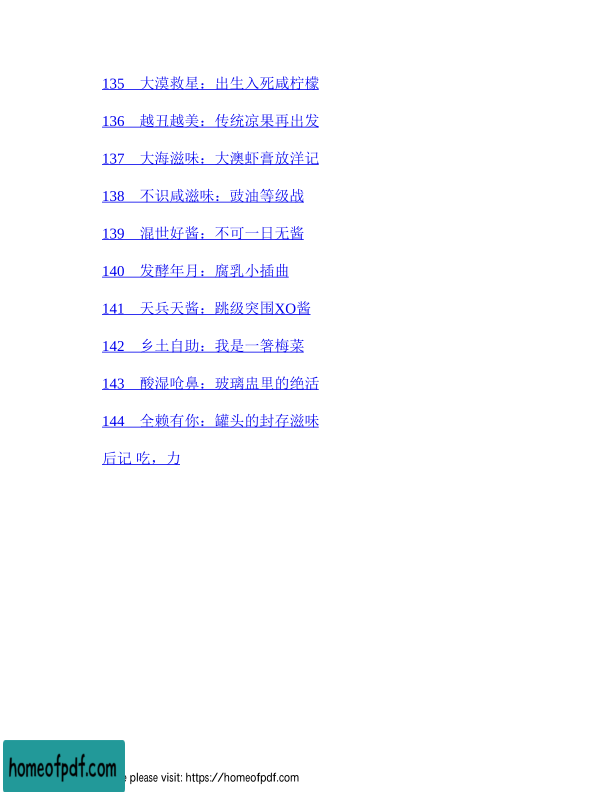 135 大漠救星：出生入死咸柠檬
136 越丑越美：传统凉果再出发
137 大海滋味：大澳虾膏放洋记
138 不识咸滋味：豉油等级战
139 混世好酱：不可一日无酱
140 发酵年月：腐乳小插曲
141 天兵天酱：跳级突围XO酱
142 乡土自助：我是一箸梅菜
143 酸湿呛鼻：玻璃盅里的绝活
144 全赖有你：罐头的封存滋味
后记 吃，力
homeofpdf.com
please visit: https://homeofpdf.com